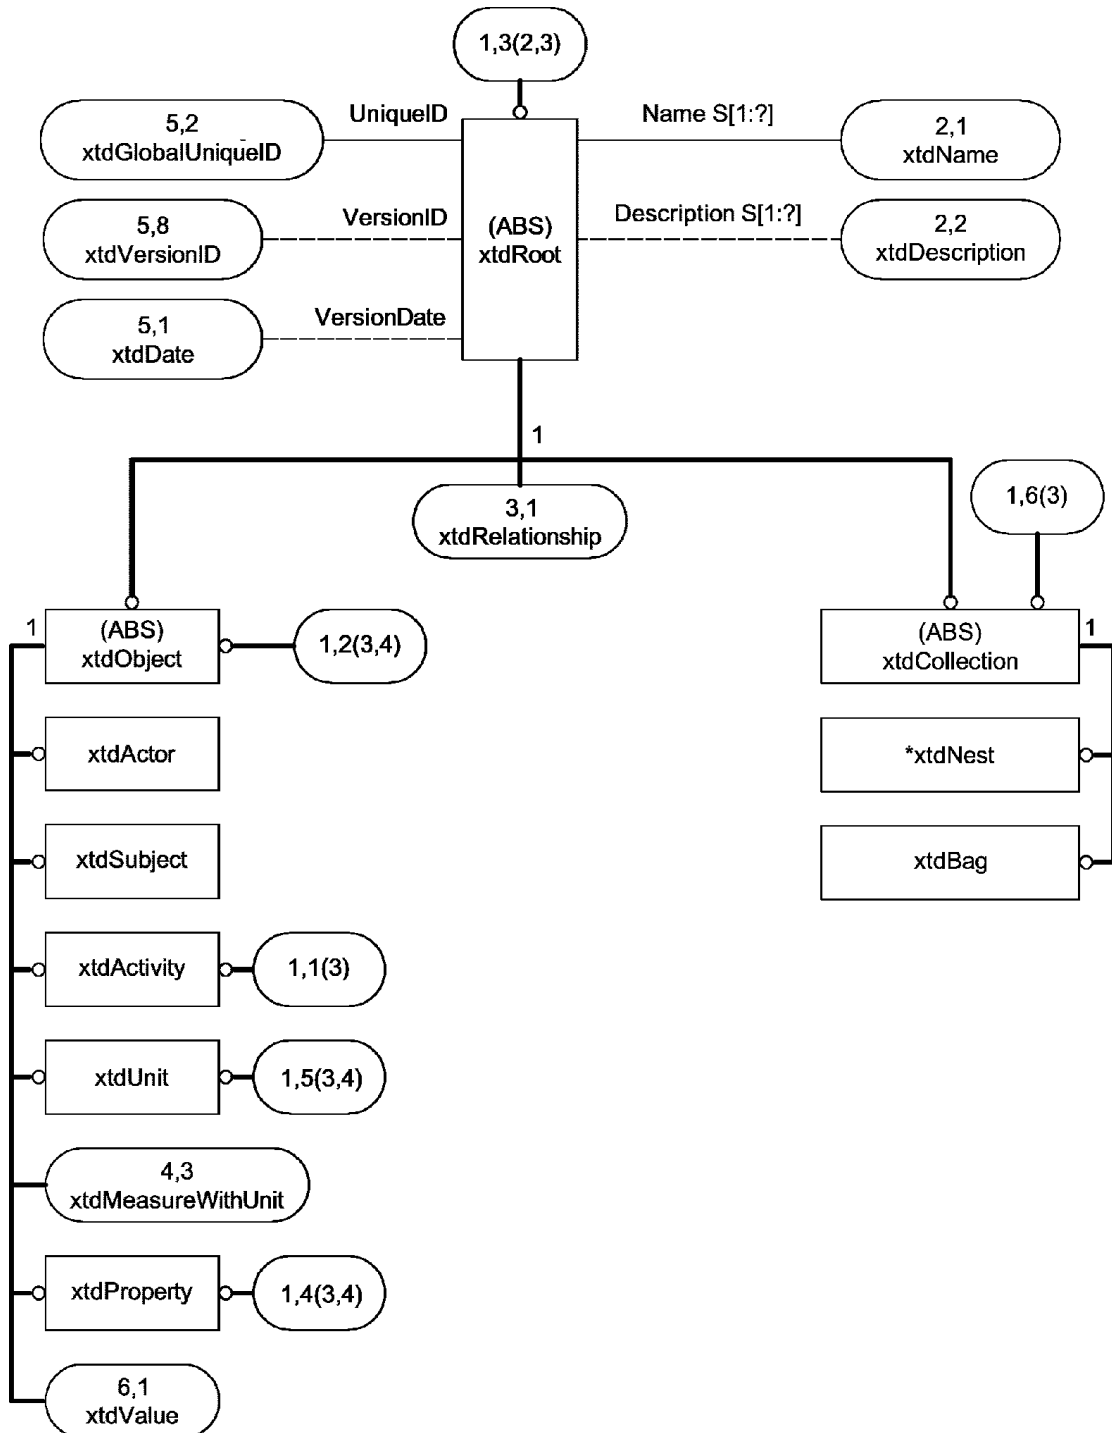 1,3(2,3)
UniqueID
Name S[1:?]
5,2
xtdGlobalUniqueID
2,1
xtdName
VersionID
Description S[1:?]
5,8
xtdVersionID
(ABS)
xtdRoot
2,2
xtdDescription
VersionDate
5,1
xtdDate
1
3,1
xtdRelationship
1,6(3)
1
(ABS)
xtdObject
1,2(3,4)
(ABS)
xtdCollection
1
xtdActor
*xtdNest
xtdSubject
xtdBag
xtdActivity
1,1(3)
xtdUnit
1,5(3,4)
4,3
xtdMeasureWithUnit
xtdProperty
1,4(3,4)
6,1
xtdValue